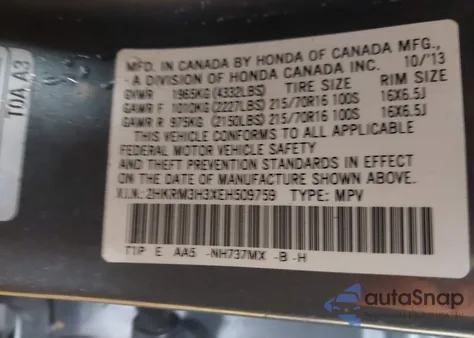 TOA A3
MFD. IN CANADA BY HONDA OF CANADA MFG.,
- A DIVISION OF HONDA CANADA INC. 10/'13
GVWR 1965KG (4332LBS) TIRE SIZE RIM SIZE
GAWR F 1010KG (2227LBS) 215/70R16 100S 16X6.5J
GAWR R 975KG (2150LBS) 215/70R16 100S 16X6.5J
THIS VEHICLE CONFORMS TO ALL APPLICABLE
FEDERAL MOTOR VEHICLE SAFETY
AND THEFT PREVENTION STANDARDS IN EFFECT
ON THE DATE OF MANUFACTURE SHOWN ABOVE.
V.I.N.: 2HKRM3H3XEH509759 TYPE: MPV
TTP E AA5 -NH737MX -B -H
autoSnap